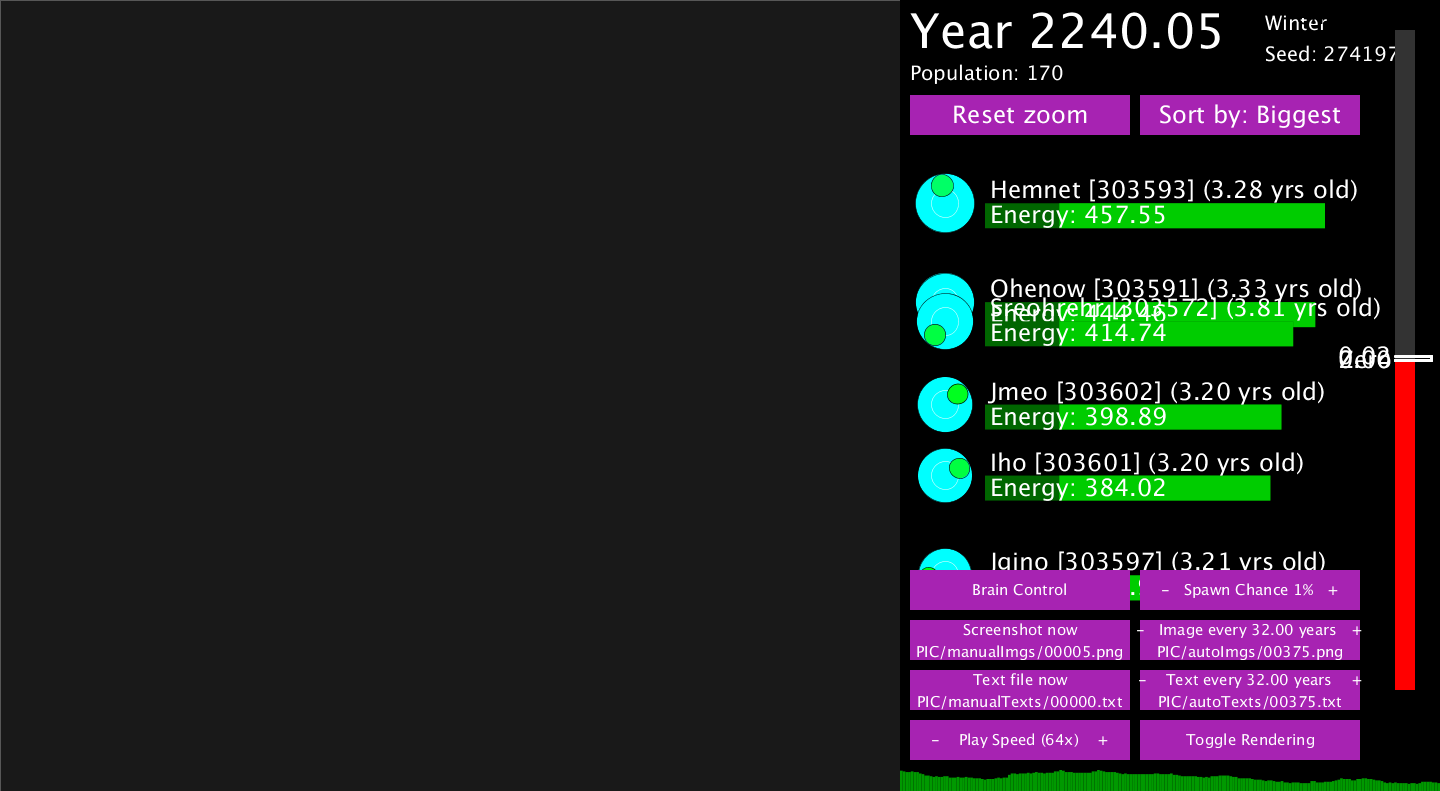 Year 2240.05
Winter
Seed: 274197
Population: 170
Reset zoom
Sort by: Biggest
Hemnet [303593] (3.28 yrs old)
Energy: 457.55
Ohenow [303591] (3.33 yrs old)
Energy: 444.46
[303572] (3.81 yrs old)
Energy: 414.74
Jmeo [303602] (3.20 yrs old)
Energy: 398.89
Iho [303601] (3.20 yrs old)
Energy: 384.02
[303597] (3.21 yrs old)
Brain Control
- Spawn Chance 1% +
Screenshot now
PIC/manualImgs/00005.png
- Image every 32.00 years +
PIC/autoImgs/00375.png
Text file now
PIC/manualTexts/00000.txt
- Text every 32.00 years +
PIC/autoTexts/00375.txt
- Play Speed (64x) +
Toggle Rendering